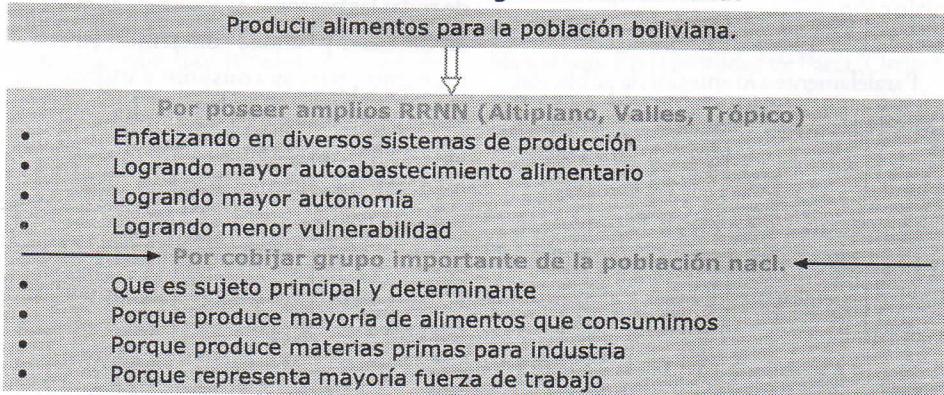 Producir alimentos para la población boliviana.
Por poseer amplios RRNN (Altiplano, Valles, Trópico)
• Enfatizando en diversos sistemas de producción
• Logrando mayor autoabastecimiento alimentario
• Logrando mayor autonomía
• Logrando menor vulnerabilidad
Por cobijar grupo importante de la población nacl.
• Que es sujeto principal y determinante
• Porque produce mayoría de alimentos que consumimos
• Porque produce materias primas para industria
• Porque representa mayoría fuerza de trabajo